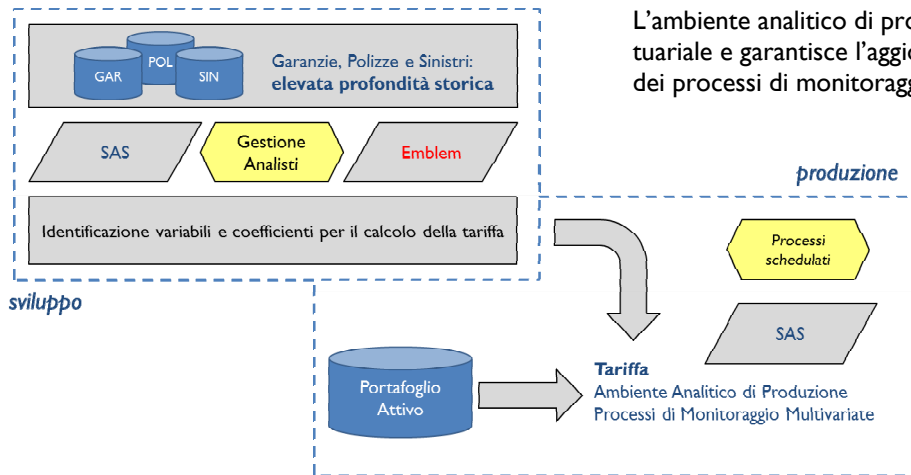 L'ambiente analitico di pro
tuariale e garantisce l'aggio
dei processi di monitoragg
GAR
POL
SIN
Garanzie, Polizze e Sinistri:
elevata profondità storica
SAS
Gestione
Analisti
Emblem
Identificazione variabili e coefficienti per il calcolo della tariffa
sviluppo
produzione
Processi
schedulati
SAS
Portafoglio
Attivo
Tariffa
Ambiente Analitico di Produzione
Processi di Monitoraggio Multivariate